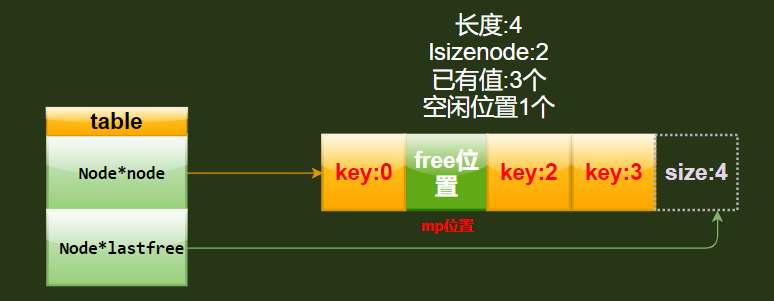 长度:4
lsizenode:2
已有值:3个
空闲位置1个
table
Node*node
Node*lastfree
key:0
free位
置
key:2
key:3
size:4
mp位置